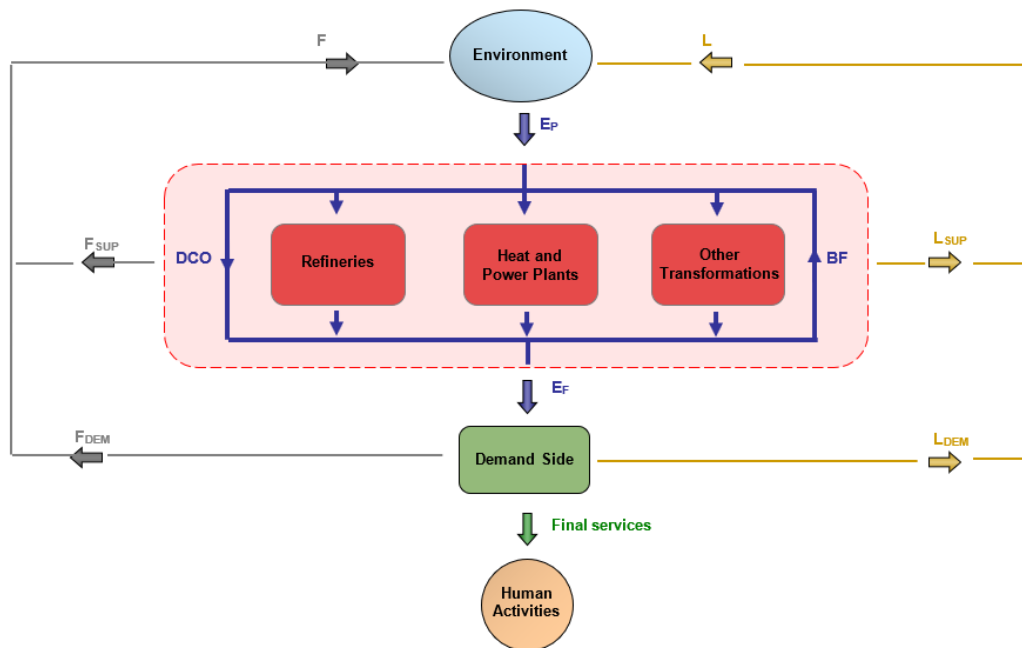 F
Environment
L
EP
FSUP
DCO
Refineries
Heat and
Power Plants
Other
Transformations
BF
LSUP
EF
FDEM
Demand Side
LDEM
Final services
Human
Activities